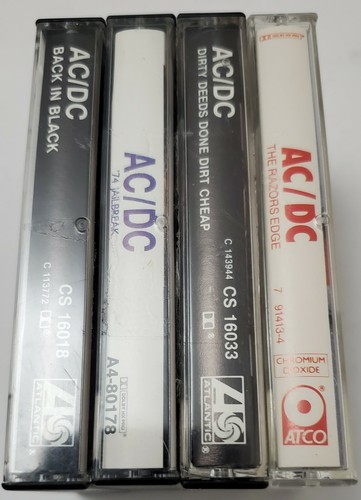 AC/DC
BACK IN BLACK
C 113772
CS 16018
ATLANTIC
AC/DC
'74 JAILBREAK
A4-80178
AC/DC
DIRTY DEEDS DONE DIRT CHEAP
C 143944
CS 16033
ATLANTIC
AC/DC
THE RAZORS EDGE
7 91413-4
CHROMIUM
DIOXIDE
ATCO